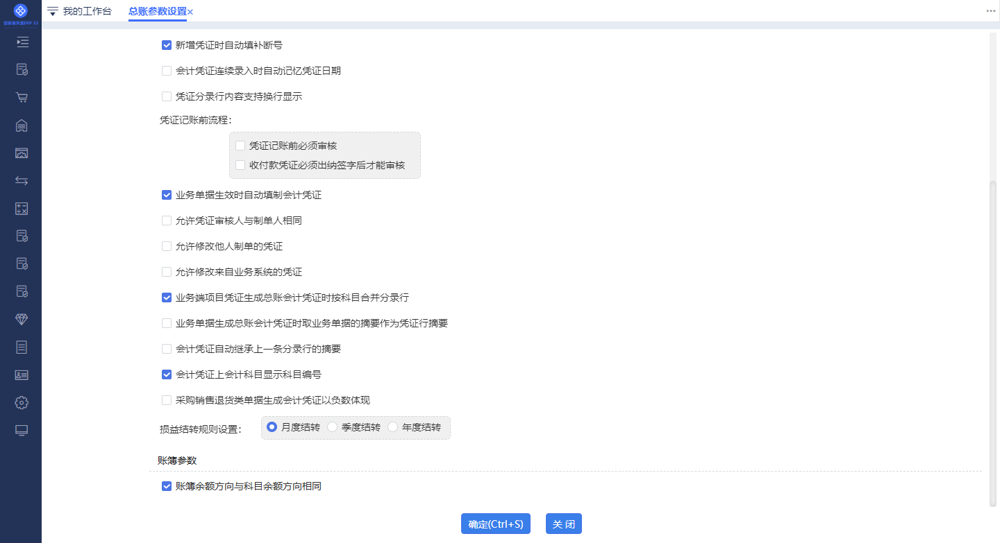 我的工作台
总账参数设置×
新增凭证时自动填补断号
会计凭证连续录入时自动记忆凭证日期
凭证分录行内容支持换行显示
凭证记账前流程：
凭证记账前必须审核
收付款凭证必须出纳签字后才能审核
业务单据生效时自动填制会计凭证
允许凭证审核人与制单人相同
允许修改他人制单的凭证
允许修改来自业务系统的凭证
业务端项目凭证生成总账会计凭证时按科目合并分录行
业务单据生成总账会计凭证时取业务单据的摘要作为凭证行摘要
会计凭证自动继承上一条分录行的摘要
会计凭证上会计科目显示科目编号
采购销售退货类单据生成会计凭证以负数体现
损益结转规则设置： 月度结转 季度结转 年度结转
账簿参数
账簿余额方向与科目余额方向相同
确定(Ctrl+S) 关 闭